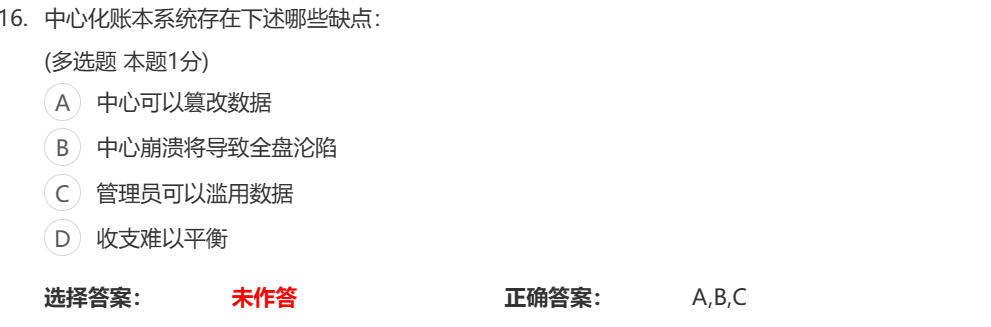 16. 中心化账本系统存在下述哪些缺点：
(多选题 本题1分)
A 中心可以篡改数据
B 中心崩溃将导致全盘沦陷
C 管理员可以滥用数据
D 收支难以平衡
选择答案： 未作答 正确答案： A,B,C